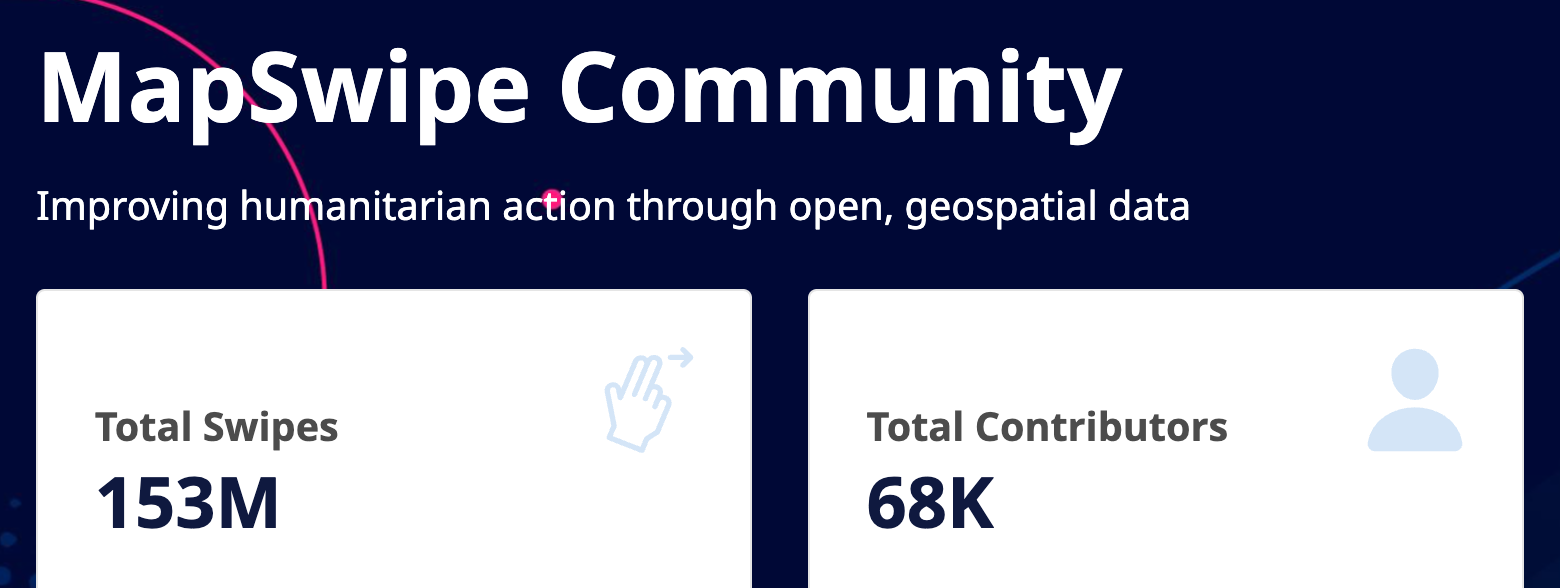 MapSwipe Community
Improving humanitarian action through open, geospatial data
Total Swipes
153M
Total Contributors
68K